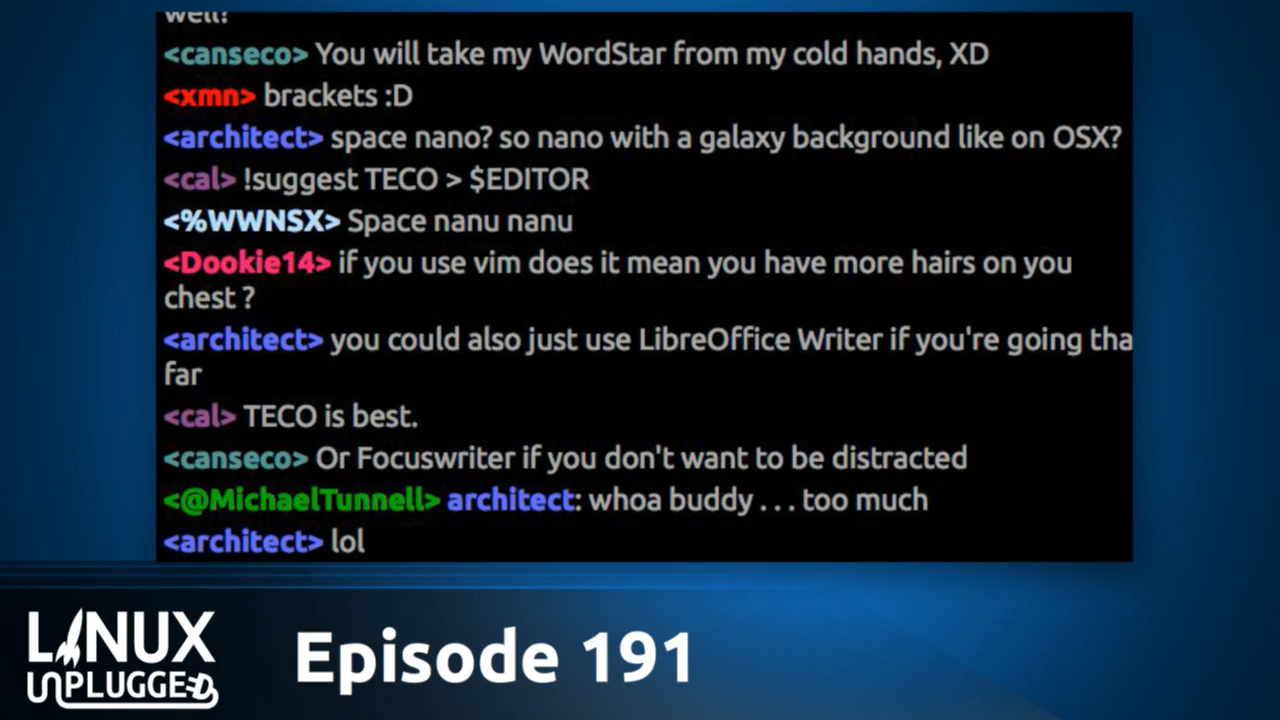 well!
<canseco> You will take my WordStar from my cold hands, XD
<xmn> brackets :D
<architect> space nano? so nano with a galaxy background like on OSX?
<cal> !suggest TECO > $EDITOR
<%WWNSX> Space nanu nanu
<Dookie14> if you use vim does it mean you have more hairs on you
chest ?
<architect> you could also just use LibreOffice Writer if you're going tha
far
<cal> TECO is best.
<canseco> Or Focuswriter if you don't want to be distracted
<@MichaelTunnell> architect: whoa buddy . . . too much
<architect> lol
LINUX
UNPLUGGED
Episode 191